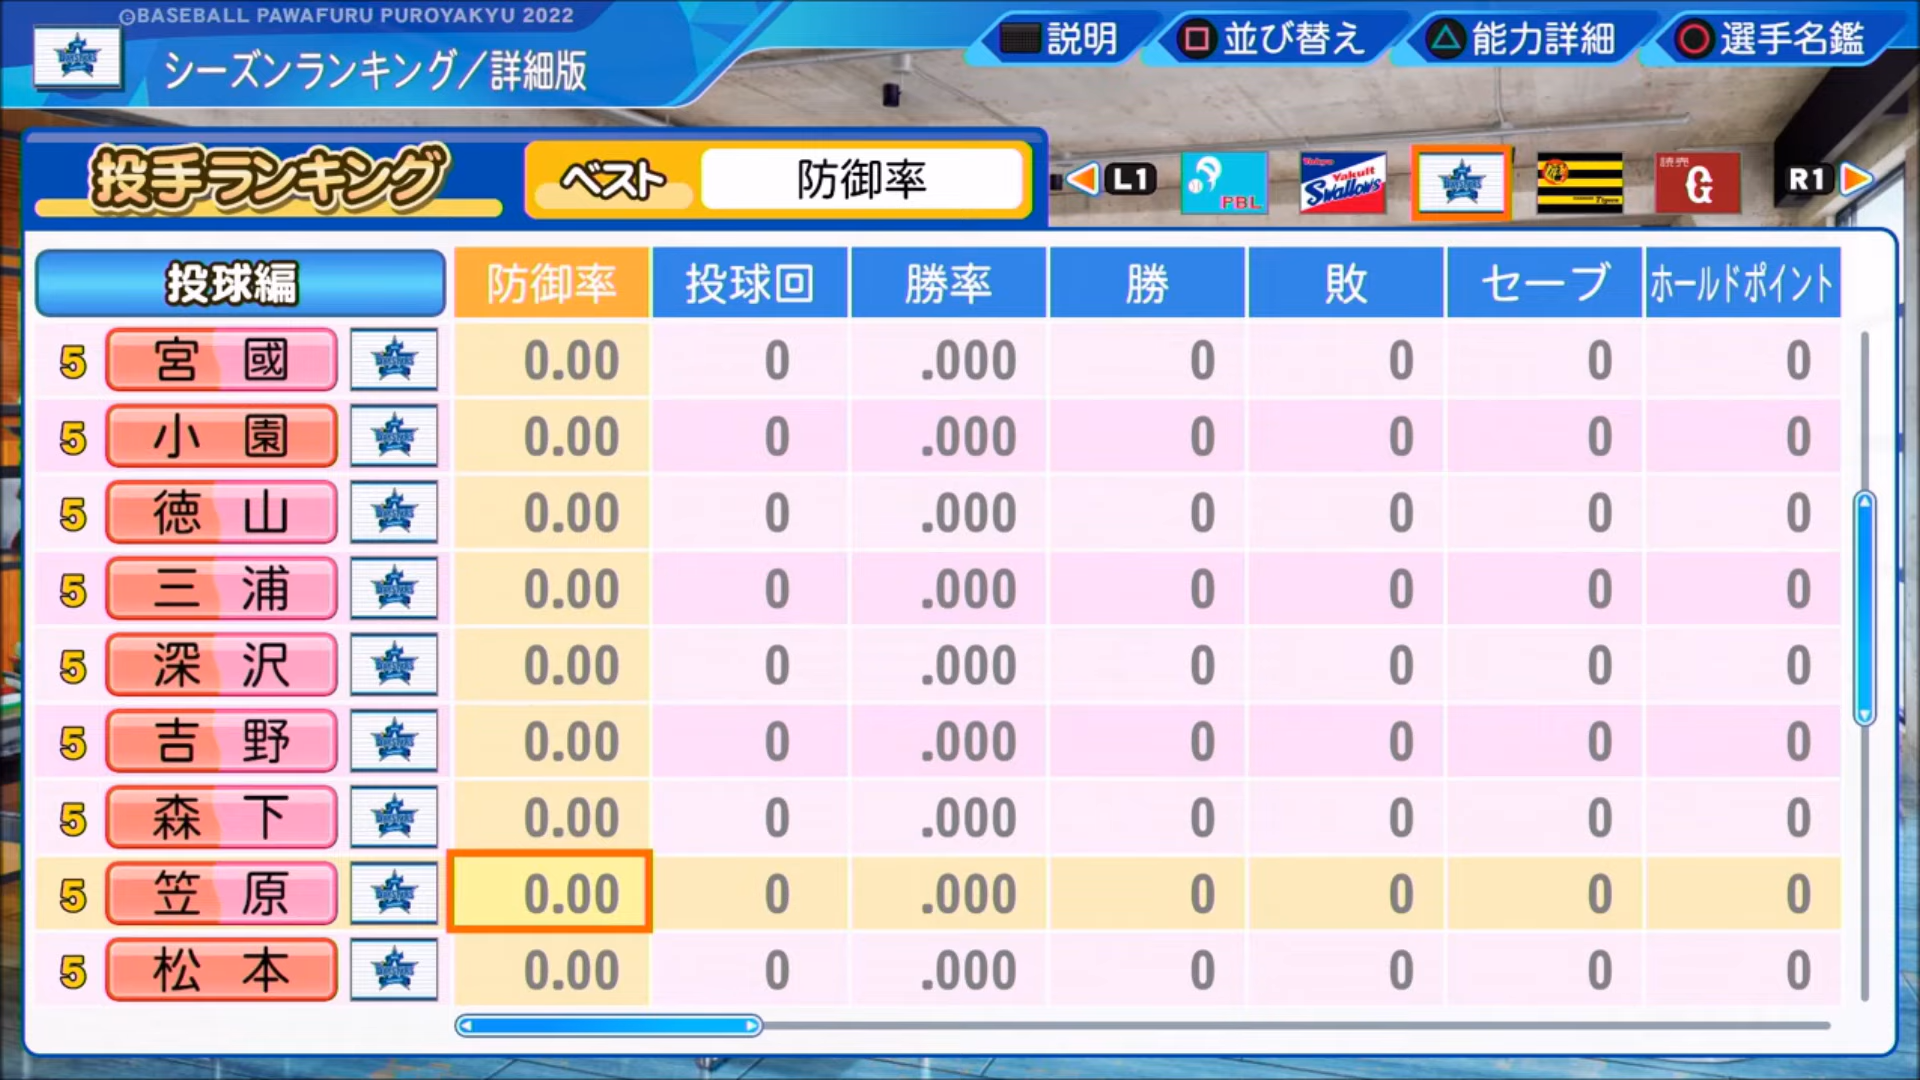 ©BASEBALL PAWAFURU PUROYAKYU 2022
シーズンランキング／詳細版
説明 並び替え 能力詳細 選手名鑑
投手ランキング ベスト 防御率 L1 PBL Yakult Swallows Tigers 読売 G R1
投球編 防御率 投球回 勝率 勝 敗 セーブ ホールドポイント
5 宮國 0.00 0 .000 0 0 0 0
5 小園 0.00 0 .000 0 0 0 0
5 徳山 0.00 0 .000 0 0 0 0
5 三浦 0.00 0 .000 0 0 0 0
5 深沢 0.00 0 .000 0 0 0 0
5 吉野 0.00 0 .000 0 0 0 0
5 森下 0.00 0 .000 0 0 0 0
5 笠原 0.00 0 .000 0 0 0 0
5 松本 0.00 0 .000 0 0 0 0